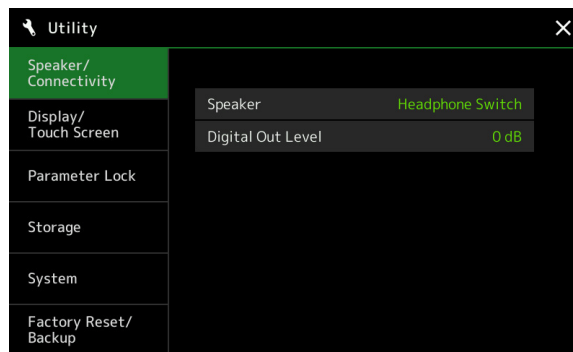 Utility
Speaker/
Connectivity
Display/
Touch Screen
Parameter Lock
Storage
System
Factory Reset/
Backup
Speaker Headphone Switch
Digital Out Level 0 dB